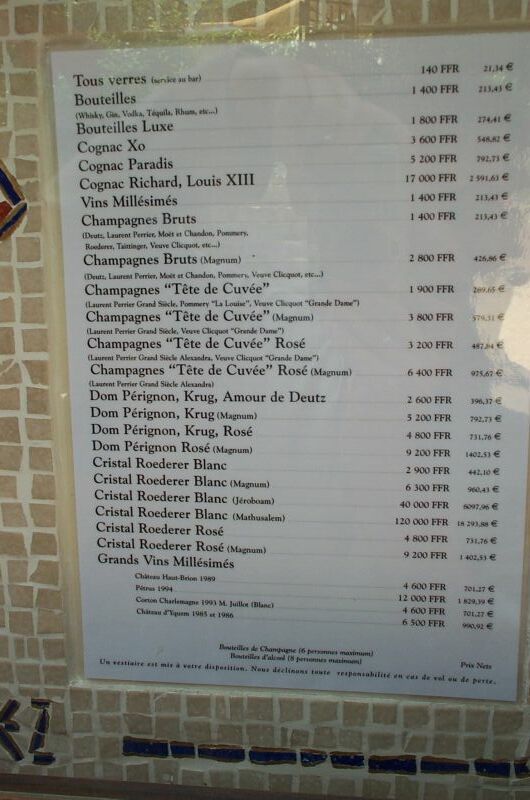 Tous verres (service au bar) 140 FFR 21,34 €
Bouteilles 1 400 FFR 213,43 €
(Whisky, Gin, Vodka, Téquila, Rhum, etc...)
Bouteilles Luxe 1 800 FFR 274,41 €
Cognac Xo 3 600 FFR 548,82 €
Cognac Paradis 5 200 FFR 792,73 €
Cognac Richard, Louis XIII 17 000 FFR 2 591,63 €
Vins Millésimés 1 400 FFR 213,43 €
Champagnes Bruts 1 400 FFR 213,43 €
(Deutz, Laurent Perrier, Moët et Chandon, Pommery,
Roederer, Taittinger, Veuve Clicquot, etc...)
Champagnes Bruts (Magnum) 2 800 FFR 426,86 €
(Deutz, Laurent Perrier, Moët et Chandon, Pommery, Veuve Clicquot, etc...)
Champagnes "Tête de Cuvée" 1 900 FFR 289,65 €
(Laurent Perrier Grand Siècle, Pommery "La Louise", Veuve Clicquot "Grande Dame")
Champagnes "Tête de Cuvée" (Magnum) 3 800 FFR 579,31 €
(Laurent Perrier Grand Siècle, Veuve Clicquot "Grande Dame")
Champagnes "Tête de Cuvée" Rosé 3 200 FFR 487,84 €
(Laurent Perrier Grand Siècle Alexandra, Veuve Clicquot "Grande Dame")
Champagnes "Tête de Cuvée" Rosé (Magnum) 6 400 FFR 975,67 €
(Laurent Perrier Grand Siècle Alexandra)
Dom Pérignon, Krug, Amour de Deutz 2 600 FFR 396,37 €
Dom Pérignon, Krug (Magnum) 5 200 FFR 792,73 €
Dom Pérignon, Krug, Rosé 4 800 FFR 731,76 €
Dom Pérignon Rosé (Magnum) 9 200 FFR 1402,53 €
Cristal Roederer Blanc 2 900 FFR 442,10 €
Cristal Roederer Blanc (Magnum) 6 300 FFR 960,43 €
Cristal Roederer Blanc (Jéroboam) 40 000 FFR 6097,96 €
Cristal Roederer Blanc (Mathusalem) 120 000 FFR 18 293,88 €
Cristal Roederer Rosé 4 800 FFR 731,76 €
Cristal Roederer Rosé (Magnum) 9 200 FFR 1 402,53 €
Grands Vins Millésimés
Château Haut-Brion 1989 4 600 FFR 701,27 €
Pétrus 1994 12 000 FFR 1 829,39 €
Corton Charlemagne 1993 M. Juillot (Blanc) 4 600 FFR 701,27 €
Château d'Yquem 1985 et 1986 6 500 FFR 990,92 €
Bouteilles de Champagne (6 personnes maximum)
Bouteilles d'alcool (8 personnes maximum)
Prix Nets
Un vestiaire est mis à votre disposition. Nous déclinons toute responsabilité en cas de vol ou de perte.